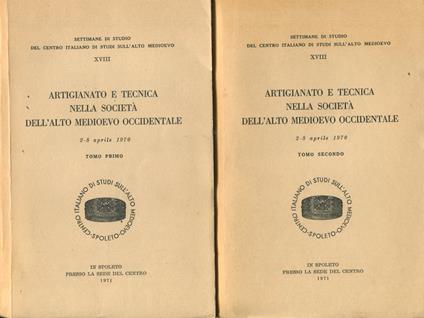 SETTIMANE DI STUDIO
DEL CENTRO ITALIANO DI STUDI SULL'ALTO MEDIOEVO
XVIII
ARTIGIANATO E TECNICA
NELLA SOCIETÀ
DELL'ALTO MEDIOEVO OCCIDENTALE
2-8 aprile 1970
TOMO PRIMO
CENTRO ITALIANO DI STUDI SULL'ALTO MEDIOEVO
·SPOLETO·
IN SPOLETO
PRESSO LA SEDE DEL CENTRO
1971
SETTIMANE DI STUDIO
DEL CENTRO ITALIANO DI STUDI SULL'ALTO MEDIOEVO
XVIII
ARTIGIANATO E TECNICA
NELLA SOCIETÀ
DELL'ALTO MEDIOEVO OCCIDENTALE
2-8 aprile 1970
TOMO SECONDO
CENTRO ITALIANO DI STUDI SULL'ALTO MEDIOEVO
·SPOLETO·
IN SPOLETO
PRESSO LA SEDE DEL CENTRO
1971